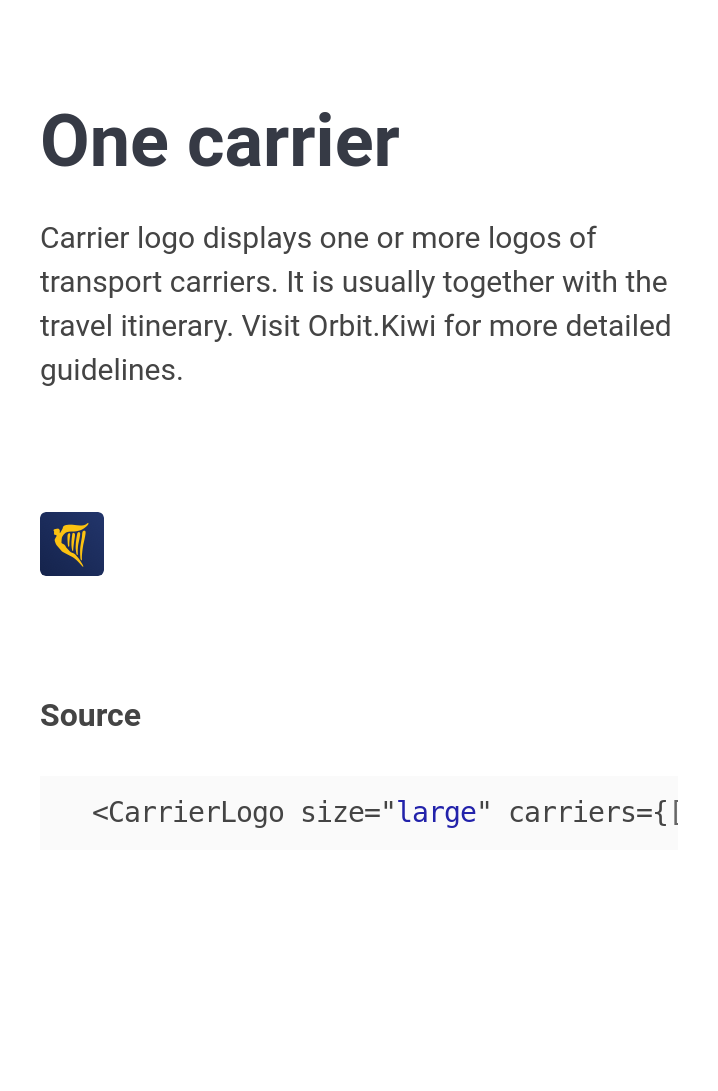 One carrier
Carrier logo displays one or more logos of
transport carriers. It is usually together with the
travel itinerary. Visit Orbit.Kiwi for more detailed
guidelines.
Source
<CarrierLogo size="large" carriers={[